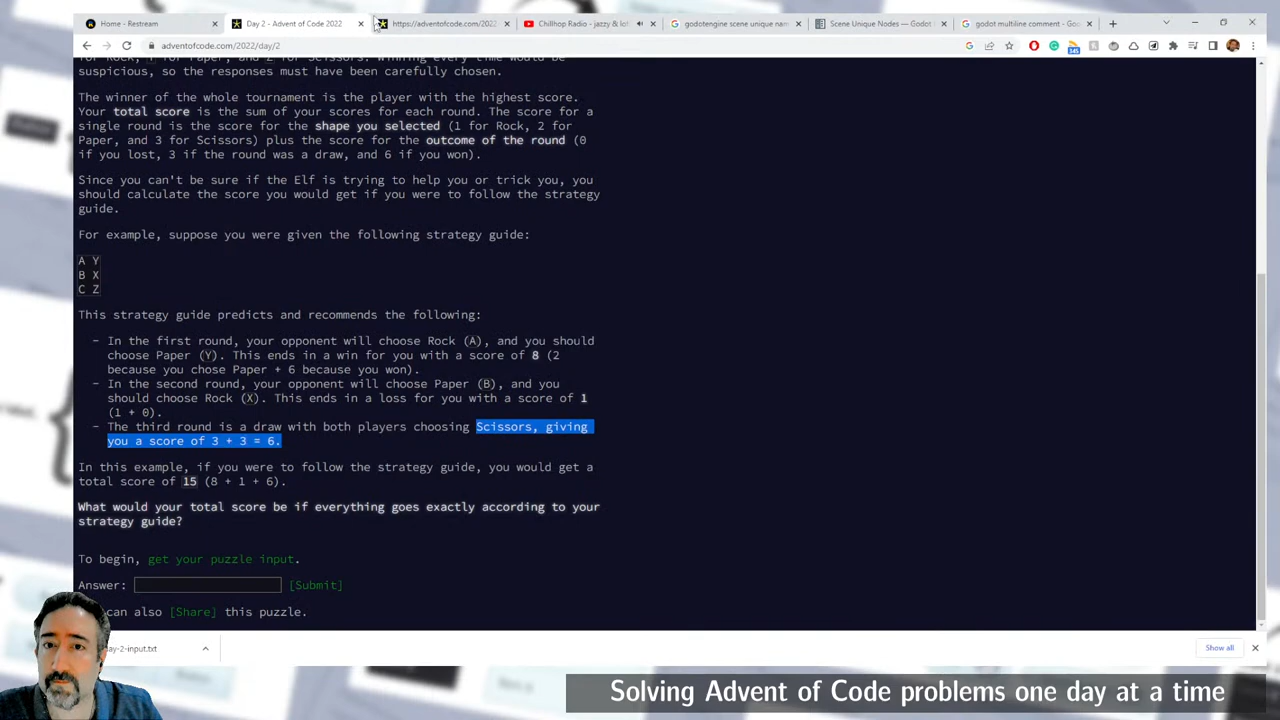 Home - Restream
Day 2 - Advent of Code 2022
https://adventofcode.com/2022
Chillhop Radio - jazzy & lof
godotengine scene unique nam
Scene Unique Nodes — Godot
godot multiline comment - Goo
adventofcode.com/2022/day/2
345
suspicious, so the responses must have been carefully chosen.
The winner of the whole tournament is the player with the highest score.
Your total score is the sum of your scores for each round. The score for a
single round is the score for the shape you selected (1 for Rock, 2 for
Paper, and 3 for Scissors) plus the score for the outcome of the round (0
if you lost, 3 if the round was a draw, and 6 if you won).
Since you can't be sure if the Elf is trying to help you or trick you, you
should calculate the score you would get if you were to follow the strategy
guide.
For example, suppose you were given the following strategy guide:
A Y
B X
C Z
This strategy guide predicts and recommends the following:
- In the first round, your opponent will choose Rock (A), and you should
choose Paper (Y). This ends in a win for you with a score of 8 (2
because you chose Paper + 6 because you won).
- In the second round, your opponent will choose Paper (B), and you
should choose Rock (X). This ends in a loss for you with a score of 1
(1 + 0).
- The third round is a draw with both players choosing Scissors, giving
you a score of 3 + 3 = 6.
In this example, if you were to follow the strategy guide, you would get a
total score of 15 (8 + 1 + 6).
What would your total score be if everything goes exactly according to your
strategy guide?
To begin, get your puzzle input.
Answer: [Submit]
can also [Share] this puzzle.
ay-2-input.txt
Show all
Solving Advent of Code problems one day at a time